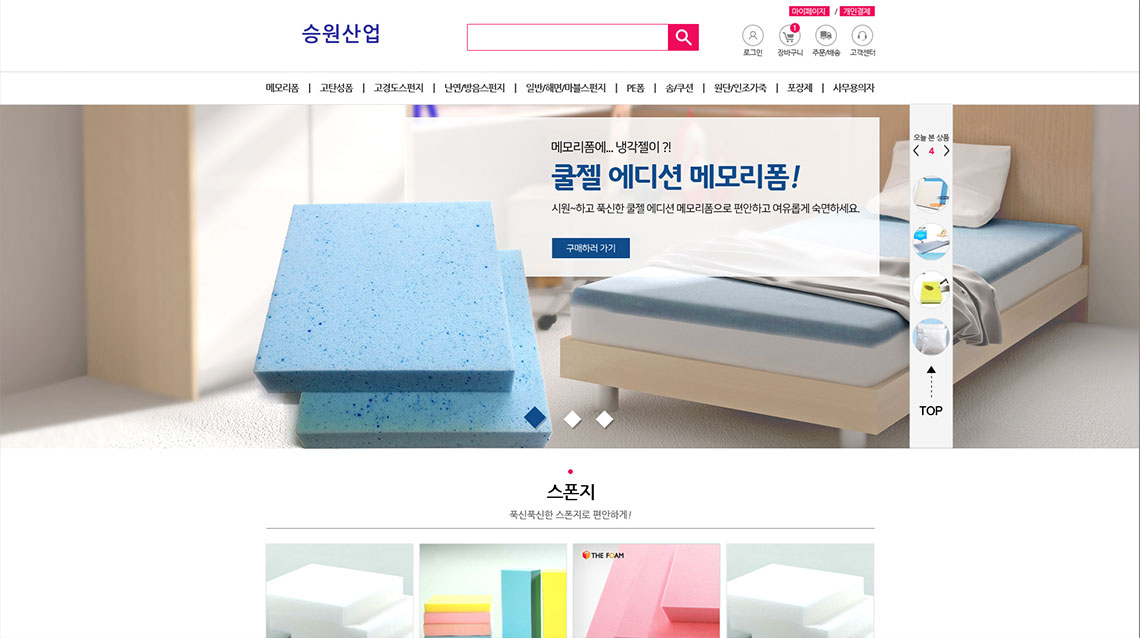 마이페이지 / 개인결제
승원산업
1
로그인 장바구니 주문/배송 고객센터
메모리폼 | 고탄성폼 | 고경도스펀지 | 난연/방음스펀지 | 일반/해면/마블스펀지 | PE폼 | 솜/쿠션 | 원단/인조가죽 | 포장제 | 사무용의자
메모리폼에... 냉각젤이 ?!
쿨젤 에디션 메모리폼!
시원~하고 푹신한 쿨젤 에디션 메모리폼으로 편안하고 여유롭게 숙면하세요.
구매하러 가기
오늘 본 상품
4
TOP
스폰지
푹신푹신한 스폰지로 편안하게!
THE FOAM